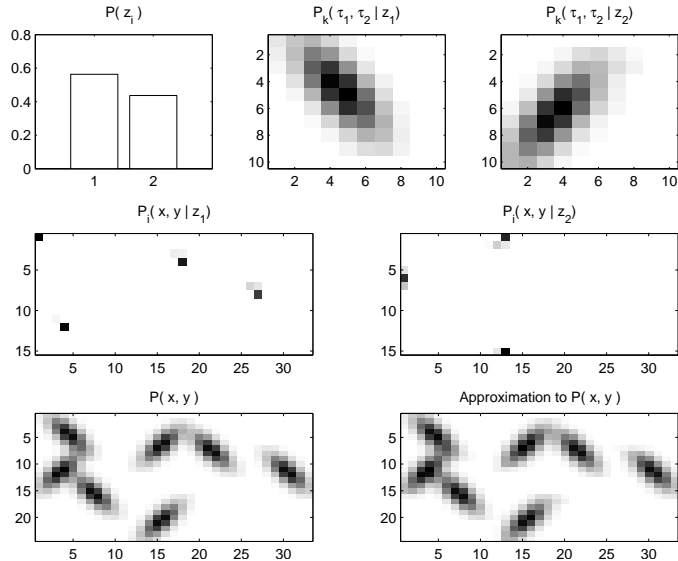 P( z_i )
P_k( τ_1, τ_2 | z_1)
P_k( τ_1, τ_2 | z_2)
0.8
0.6
0.4
0.2
0
1 2
2
4
6
8
10
2 4 6 8 10
2
4
6
8
10
2 4 6 8 10
P_i( x, y | z_1)
P_i( x, y | z_2)
5
10
15
5 10 15 20 25 30
5
10
15
5 10 15 20 25 30
P( x, y )
Approximation to P( x, y )
5
10
15
20
5 10 15 20 25 30
5
10
15
20
5 10 15 20 25 30